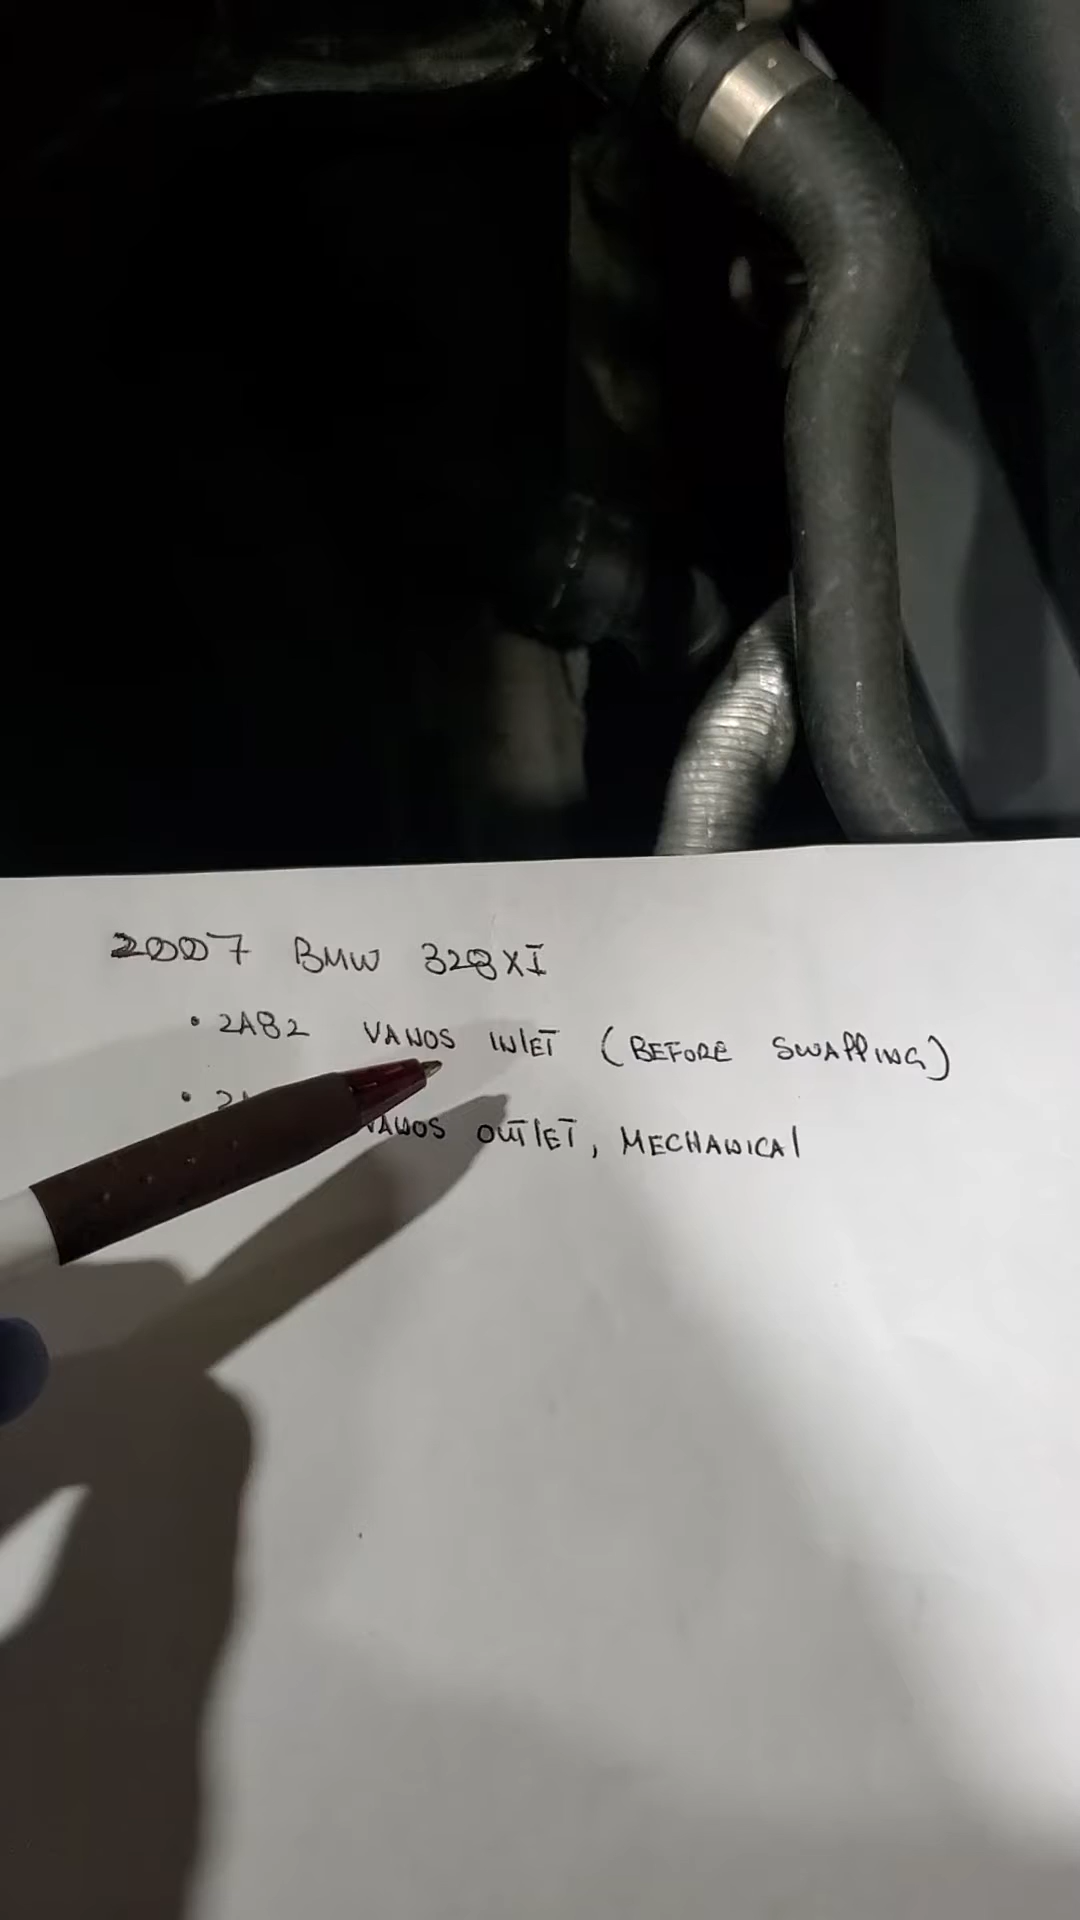 2007 BMW 328XI
• 2A82 VANOS INLET (BEFORE SWAPPING)
•
VANOS OUTLET, MECHANICAL